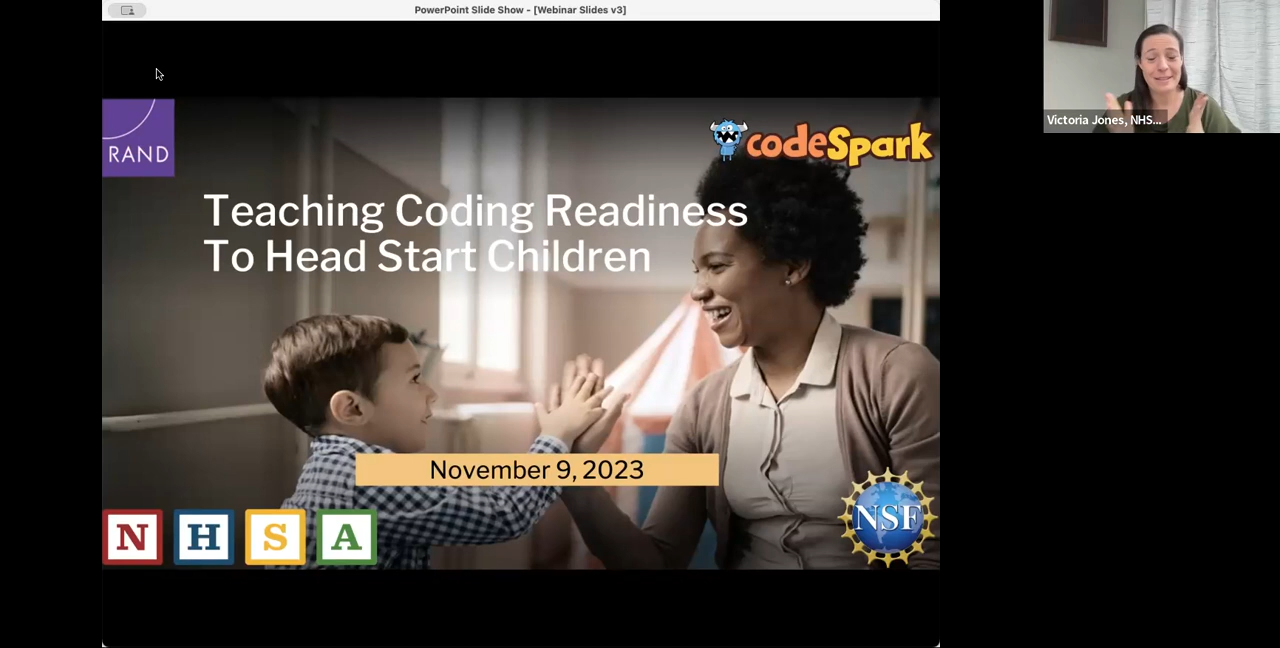 PowerPoint Slide Show - [Webinar Slides v3]
RAND
codeSpark
Teaching Coding Readiness
To Head Start Children
November 9, 2023
NHSA
NSF
Victoria Jones, NHS...